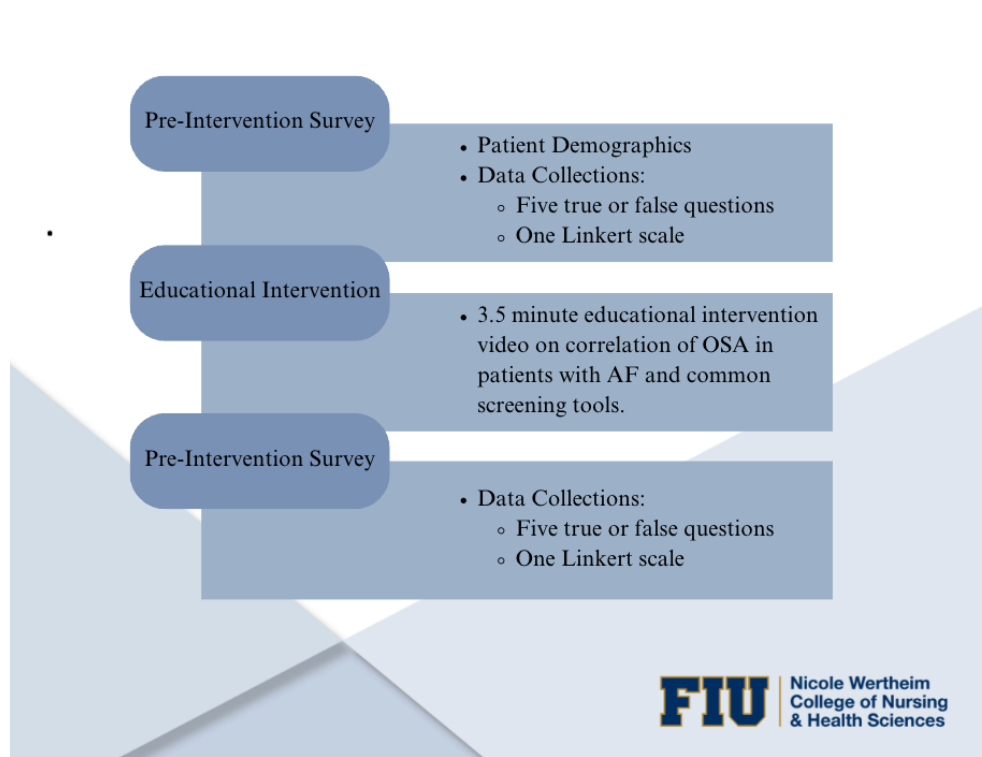 Pre-Intervention Survey
• Patient Demographics
• Data Collections:
◦ Five true or false questions
◦ One Linkert scale
.
Educational Intervention
• 3.5 minute educational intervention
video on correlation of OSA in
patients with AF and common
screening tools.
Pre-Intervention Survey
• Data Collections:
◦ Five true or false questions
◦ One Linkert scale
FIU
Nicole Wertheim
College of Nursing
& Health Sciences